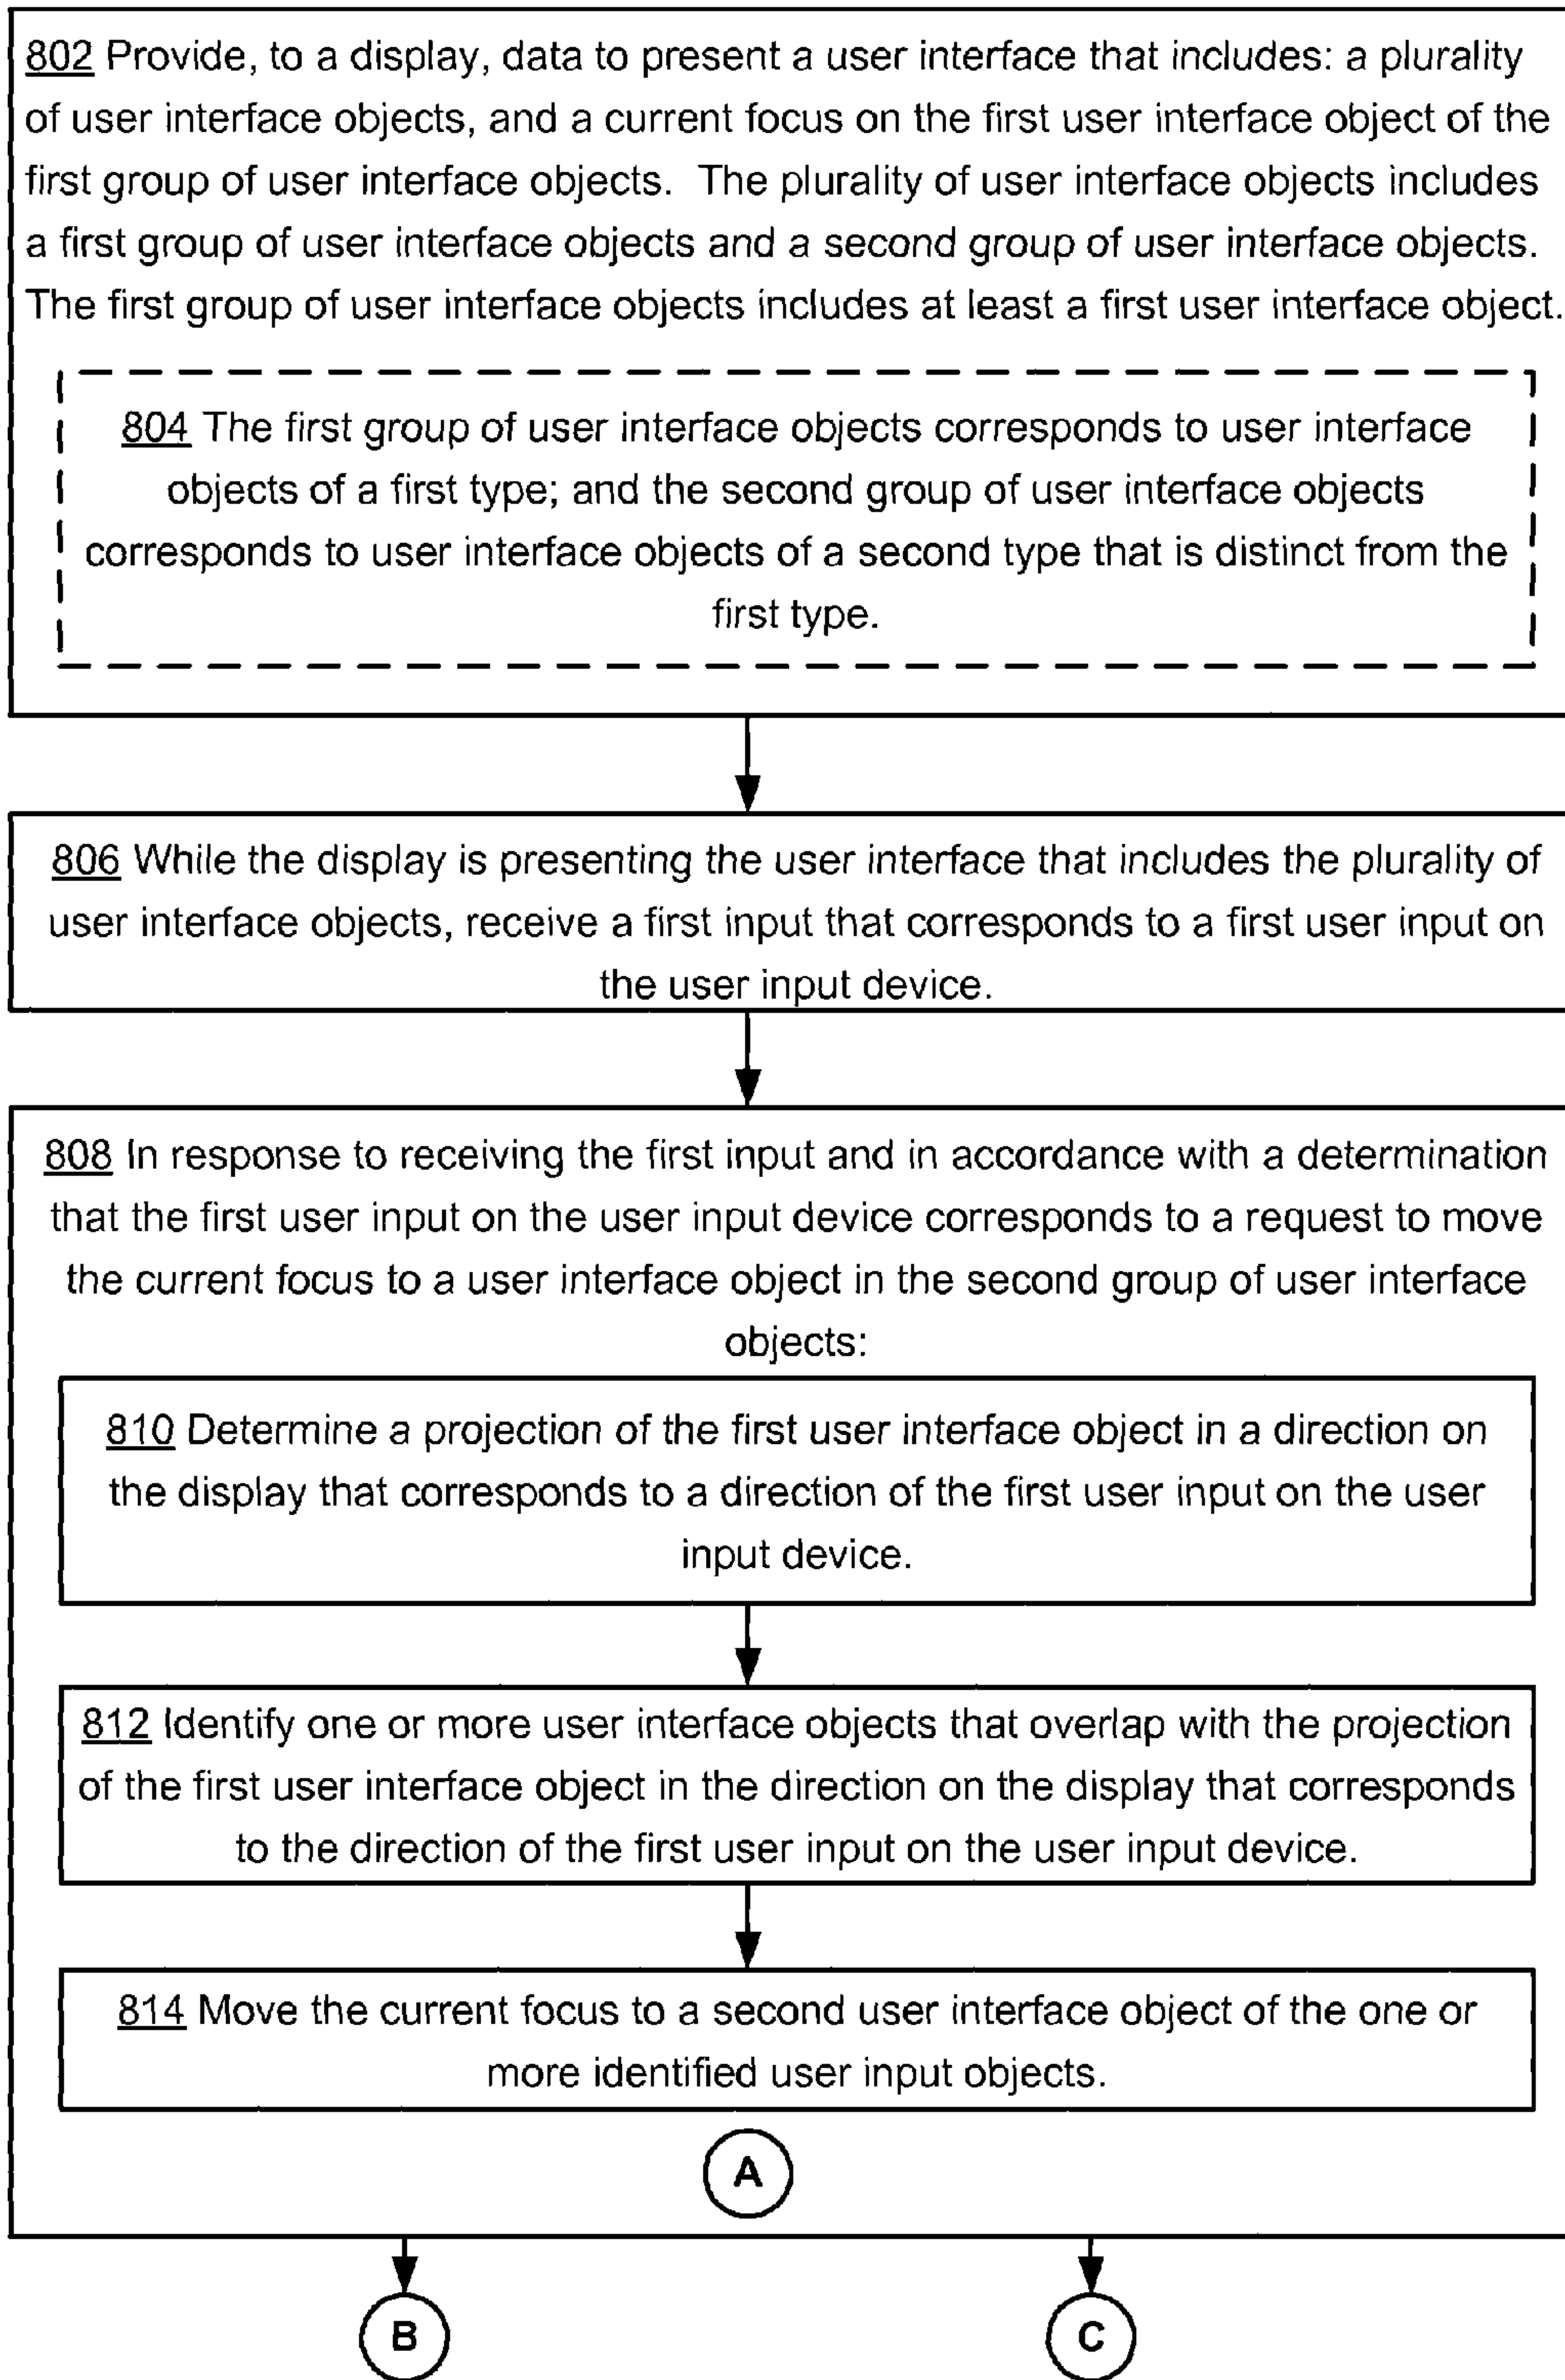 802 Provide, to a display, data to present a user interface that includes: a plurality
of user interface objects, and a current focus on the first user interface object of the
first group of user interface objects.  The plurality of user interface objects includes
a first group of user interface objects and a second group of user interface objects.
The first group of user interface objects includes at least a first user interface object.
804 The first group of user interface objects corresponds to user interface
objects of a first type; and the second group of user interface objects
corresponds to user interface objects of a second type that is distinct from the
first type.
806 While the display is presenting the user interface that includes the plurality of
user interface objects, receive a first input that corresponds to a first user input on
the user input device.
808 In response to receiving the first input and in accordance with a determination
that the first user input on the user input device corresponds to a request to move
the current focus to a user interface object in the second group of user interface
objects:
810 Determine a projection of the first user interface object in a direction on
the display that corresponds to a direction of the first user input on the user
input device.
812 Identify one or more user interface objects that overlap with the projection
of the first user interface object in the direction on the display that corresponds
to the direction of the first user input on the user input device.
814 Move the current focus to a second user interface object of the one or
more identified user input objects.
A
B
C